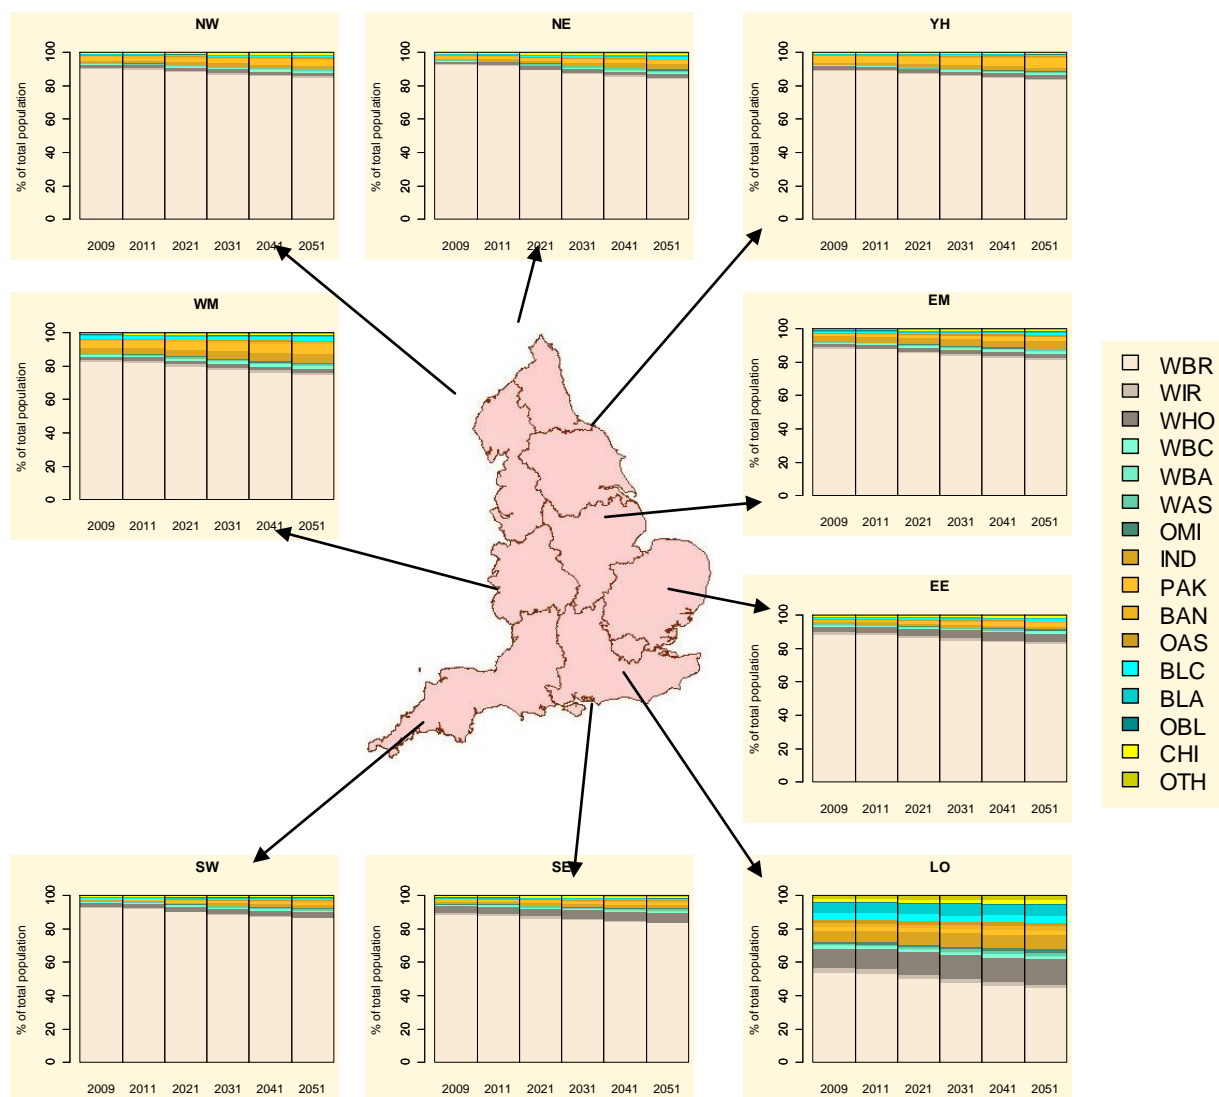 NW
% of total population
0 20 40 60 80 100
2009 2011 2021 2031 2041 2051
NE
% of total population
0 20 40 60 80 100
2009 2011 2021 2031 2041 2051
YH
% of total population
0 20 40 60 80 100
2009 2011 2021 2031 2041 2051
WM
% of total population
0 20 40 60 80 100
2009 2011 2021 2031 2041 2051
EM
% of total population
0 20 40 60 80 100
2009 2011 2021 2031 2041 2051
EE
% of total population
0 20 40 60 80 100
2009 2011 2021 2031 2041 2051
SW
% of total population
0 20 40 60 80 100
2009 2011 2021 2031 2041 2051
SE
% of total population
0 20 40 60 80 100
2009 2011 2021 2031 2041 2051
LO
% of total population
0 20 40 60 80 100
2009 2011 2021 2031 2041 2051
WBR
WIR
WHO
WBC
WBA
WAS
OMI
IND
PAK
BAN
OAS
BLC
BLA
OBL
CHI
OTH